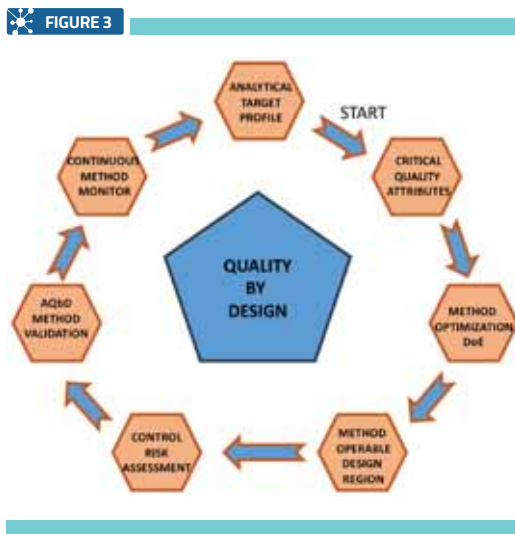 FIGURE 3
ANALYTICAL
TARGET
PROFILE
START
CRITICAL
QUALITY
ATTRIBUTES
METHOD
OPTIMIZATION
DoE
METHOD
OPERABLE
DESIGN
REGION
CONTROL
RISK
ASSESSMENT
AQbD
METHOD
VALIDATION
CONTINUOUS
METHOD
MONITOR
QUALITY
BY
DESIGN